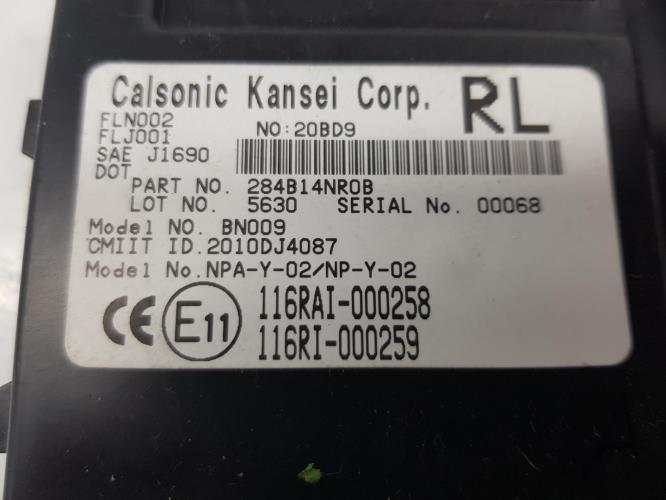 Calsonic Kansei Corp. RL
FLN002
FLJ001 NO:20BD9
SAE J1690
DOT
PART NO. 284B14NR0B
LOT NO. 5630 SERIAL No. 00068
Model NO. BN009
CMIIT ID.2010DJ4087
Model No.NPA-Y-02/NP-Y-02
CE E11 116RAI-000258
116RI-000259